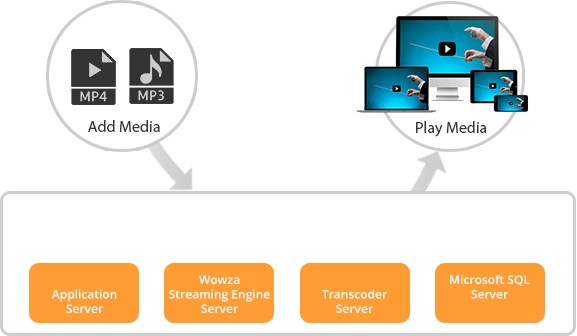 MP4
MP3
Add Media
Play Media
Application
Server
Wowza
Streaming Engine
Server
Transcoder
Server
Microsoft SQL
Server